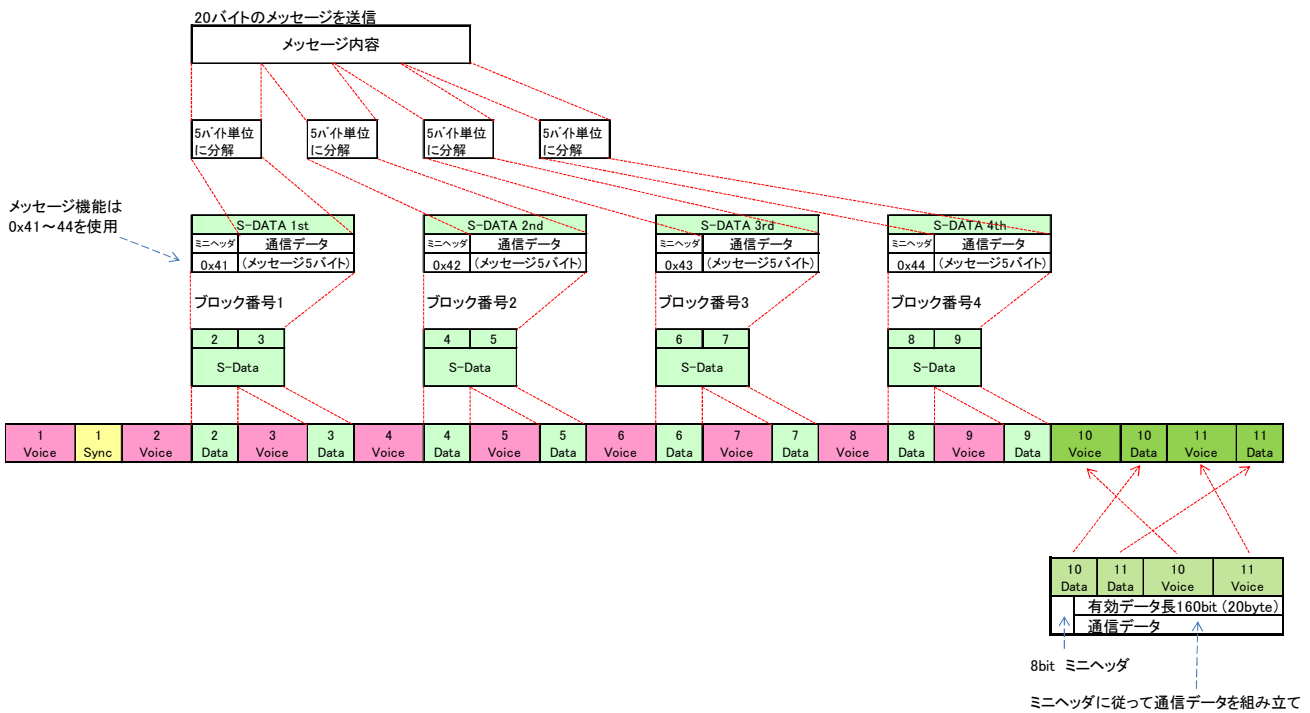 20バイトのメッセージを送信
メッセージ内容
5バイト単位
に分解
5バイト単位
に分解
5バイト単位
に分解
5バイト単位
に分解
メッセージ機能は
0x41～44を使用
S-DATA 1st
ミニヘッダ 通信データ
0x41 (メッセージ5バイト)
S-DATA 2nd
ミニヘッダ 通信データ
0x42 (メッセージ5バイト)
S-DATA 3rd
ミニヘッダ 通信データ
0x43 (メッセージ5バイト)
S-DATA 4th
ミニヘッダ 通信データ
0x44 (メッセージ5バイト)
ブロック番号1
ブロック番号2
ブロック番号3
ブロック番号4
2 3
S-Data
4 5
S-Data
6 7
S-Data
8 9
S-Data
1 1 2 2 3 3 4 4 5 5 6 6 7 7 8 8 9 9 10 10 11 11
Voice Sync Voice Data Voice Data Voice Data Voice Data Voice Data Voice Data Voice Data Voice Data Voice Data Voice Data
10 11 10 11
Data Data Voice Voice
有効データ長160bit (20byte)
通信データ
8bit ミニヘッダ
ミニヘッダに従って通信データを組み立て